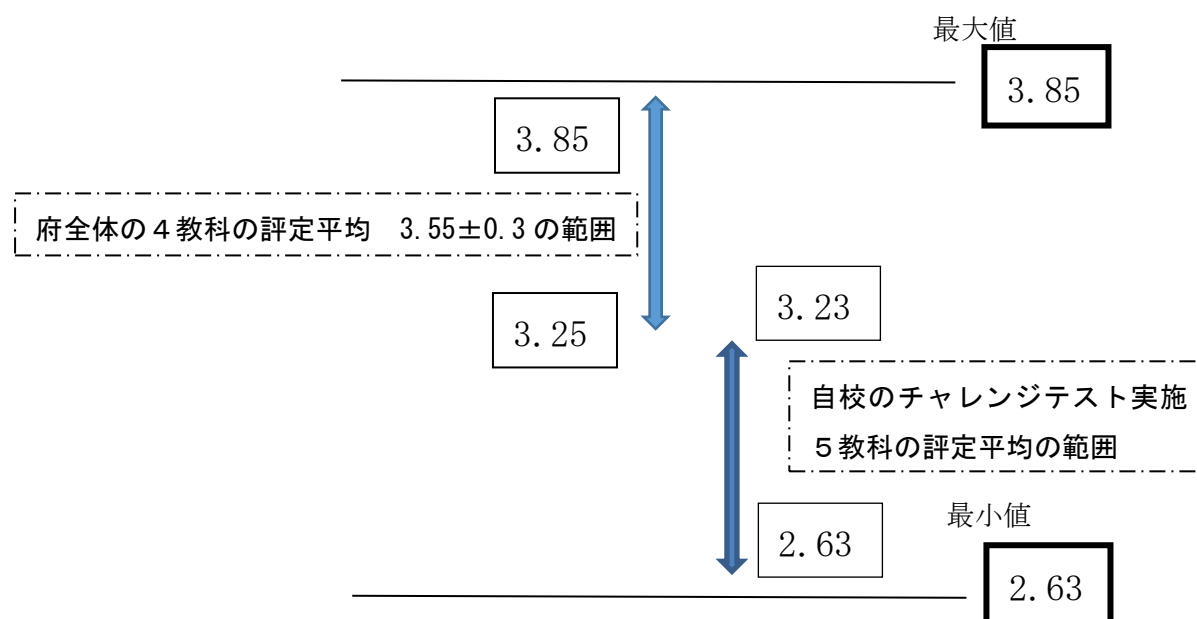 最大値
3.85
3.85
府全体の４教科の評定平均　3.55±0.3の範囲
3.23
3.25
自校のチャレンジテスト実施
５教科の評定平均の範囲
最小値
2.63
2.63